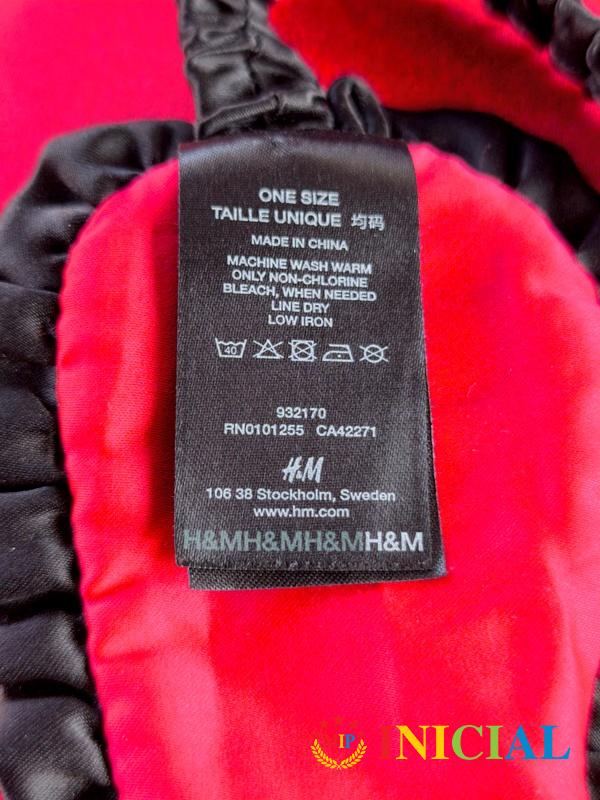 ONE SIZE
TAILLE UNIQUE 均码
MADE IN CHINA
MACHINE WASH WARM
ONLY NON-CHLORINE
BLEACH, WHEN NEEDED
LINE DRY
LOW IRON
40
932170
RN0101255 CA42271
H&M
106 38 Stockholm, Sweden
www.hm.com
H&MH&MH&MH&M
IP INICIAL